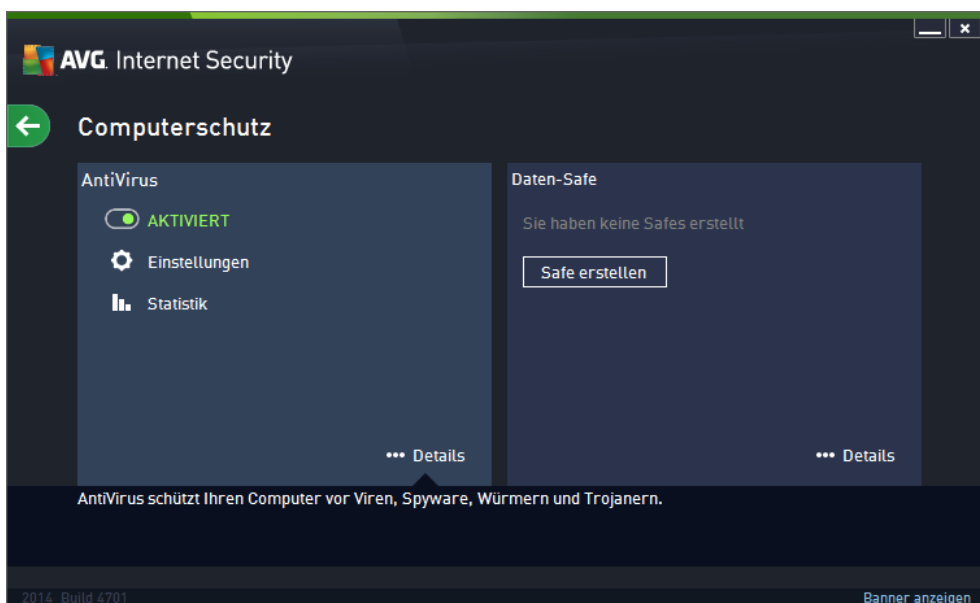 AVG. Internet Security
Computerschutz
AntiVirus
AKTIVIERT
Einstellungen
Statistik
Details
Daten-Safe
Sie haben keine Safes erstellt
Safe erstellen
Details
AntiVirus schützt Ihren Computer vor Viren, Spyware, Würmern und Trojanern.
2014 Build 4701
Banner anzeigen